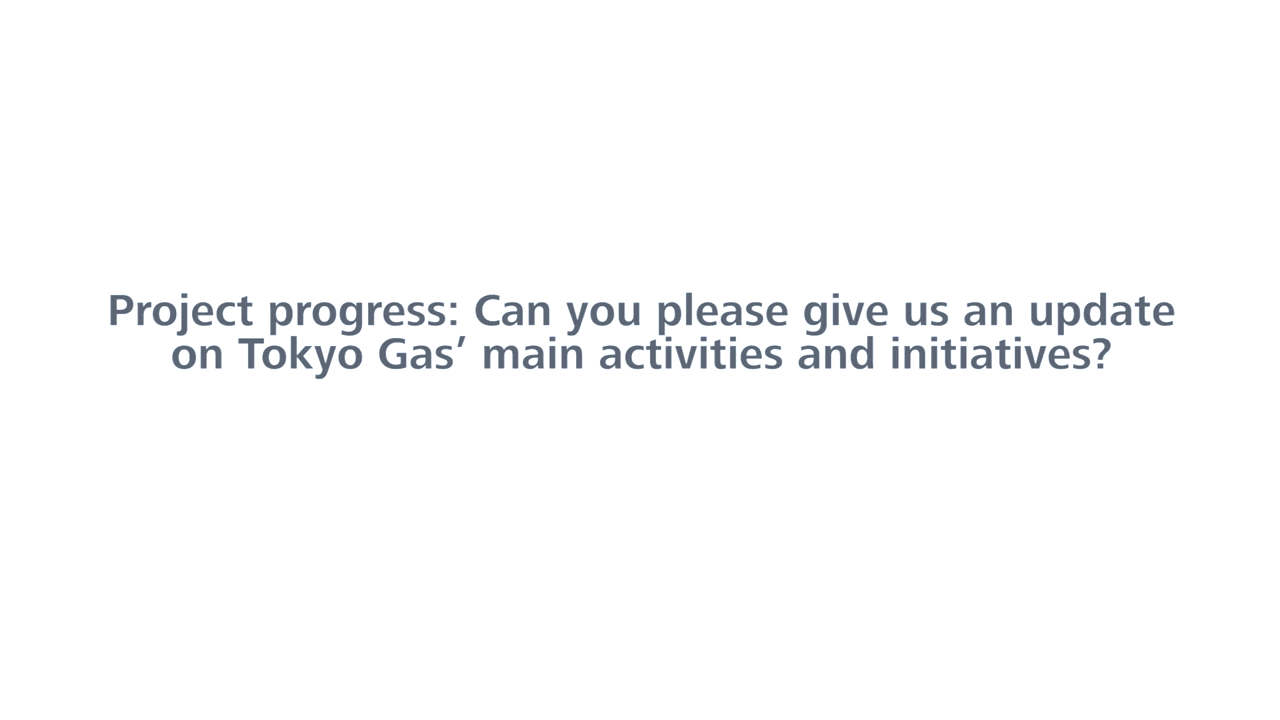 Project progress: Can you please give us an update
on Tokyo Gas’ main activities and initiatives?